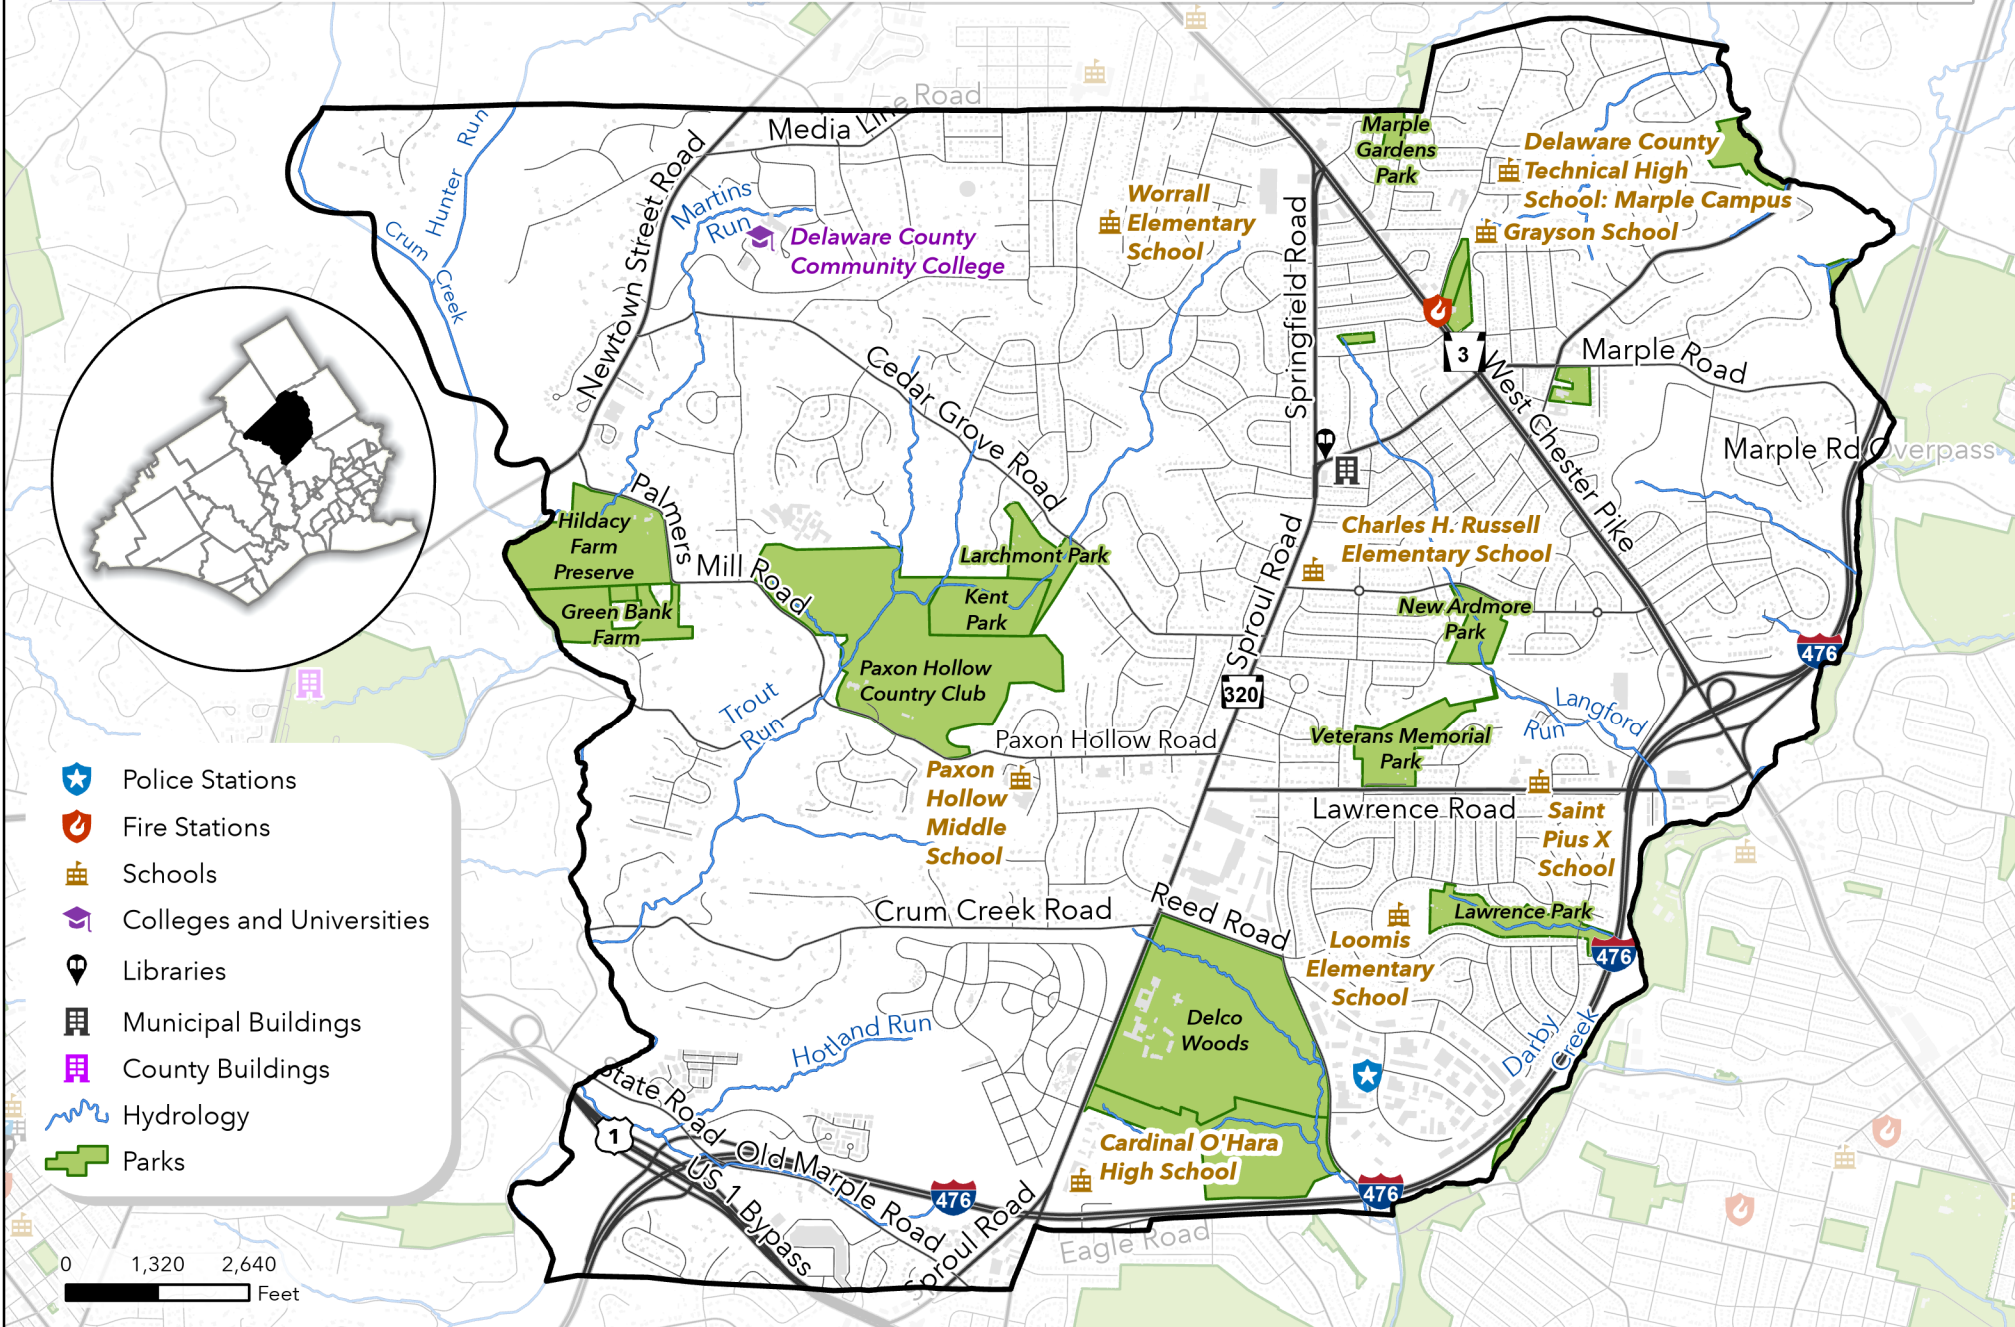 Media Line Road
Crum Creek
Hunter Run
Newtown Street Road
Martins
Run
Delaware County
Community College
Worrall
Elementary
School
Springfield Road
Marple
Gardens
Park
Delaware County
Technical High
School: Marple Campus
Grayson School
3
Marple Road
West Chester Pike
Marple Rd Overpass
Cedar Grove Road
Palmers Mill Road
Hildacy
Farm
Preserve
Green Bank
Farm
Larchmont Park
Kent
Park
Paxon Hollow
Country Club
Charles H. Russell
Elementary School
New Ardmore
Park
Sproul Road
320
476
Langford
Run
Trout
Run
Paxon Hollow Road
Veterans Memorial
Park
Paxon
Hollow
Middle
School
Lawrence Road
Saint
Pius X
School
Crum Creek Road
Reed Road
Lawrence Park
Loomis
Elementary
School
476
Delco
Woods
Darby
Creek
Hotland Run
State Road
1
US 1 Bypass
Old Marple Road
476
Sproul Road
Cardinal O'Hara
High School
476
Eagle Road
Police Stations
Fire Stations
Schools
Colleges and Universities
Libraries
Municipal Buildings
County Buildings
Hydrology
Parks
0 1,320 2,640
Feet